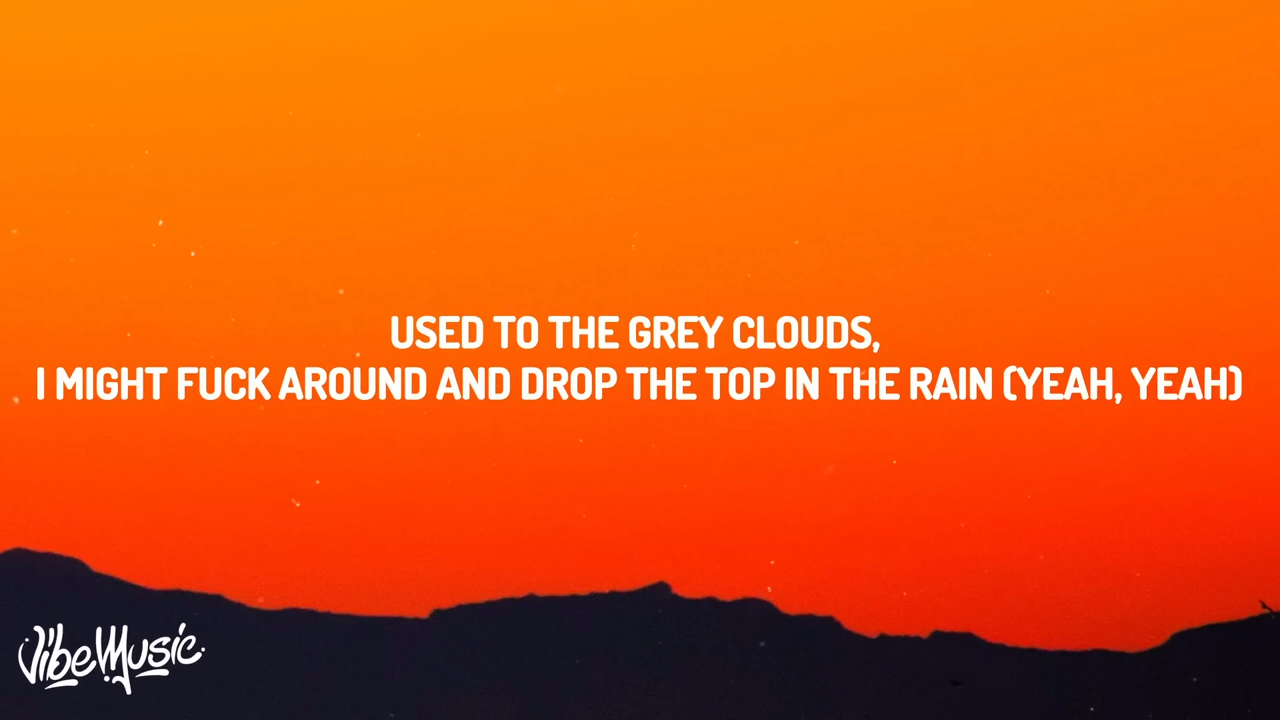 USED TO THE GREY CLOUDS,
I MIGHT FUCK AROUND AND DROP THE TOP IN THE RAIN (YEAH, YEAH)
VibeMusic.